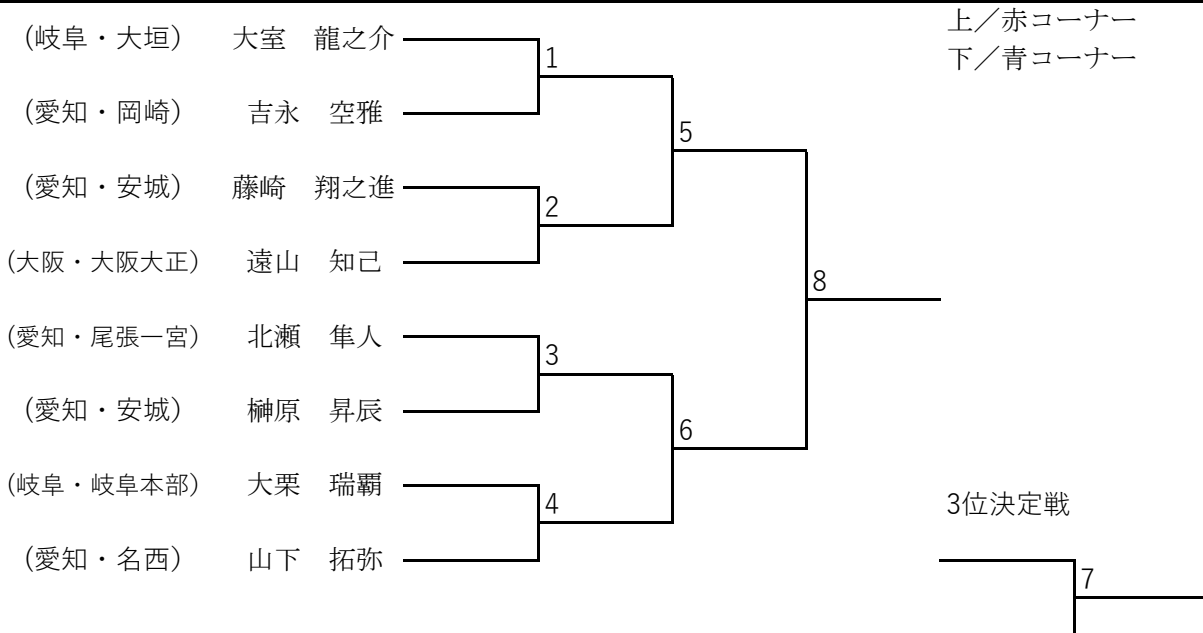 上／赤コーナー
下／青コーナー
(岐阜・大垣)　大室　龍之介
1
(愛知・岡崎)　吉永　空雅
5
(愛知・安城)　藤崎　翔之進
2
(大阪・大阪大正)　遠山　知己
8
(愛知・尾張一宮)　北瀬　隼人
3
(愛知・安城)　榊原　昇辰
6
(岐阜・岐阜本部)　大栗　瑞覇
4
3位決定戦
(愛知・名西)　山下　拓弥
7